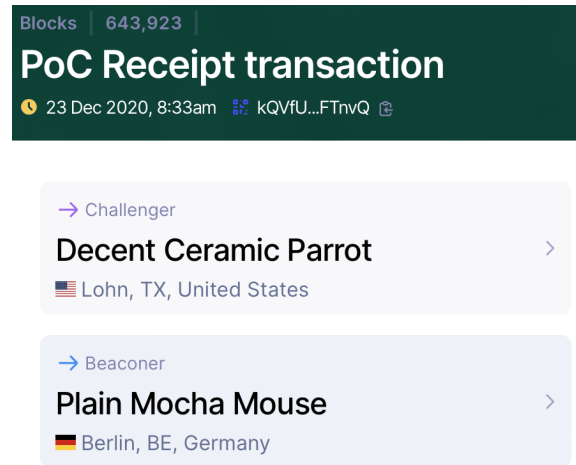 Blocks | 643,923 |
PoC Receipt transaction
23 Dec 2020, 8:33am kQVfU...FTnvQ
Challenger
Decent Ceramic Parrot
Lohn, TX, United States
Beaconer
Plain Mocha Mouse
Berlin, BE, Germany